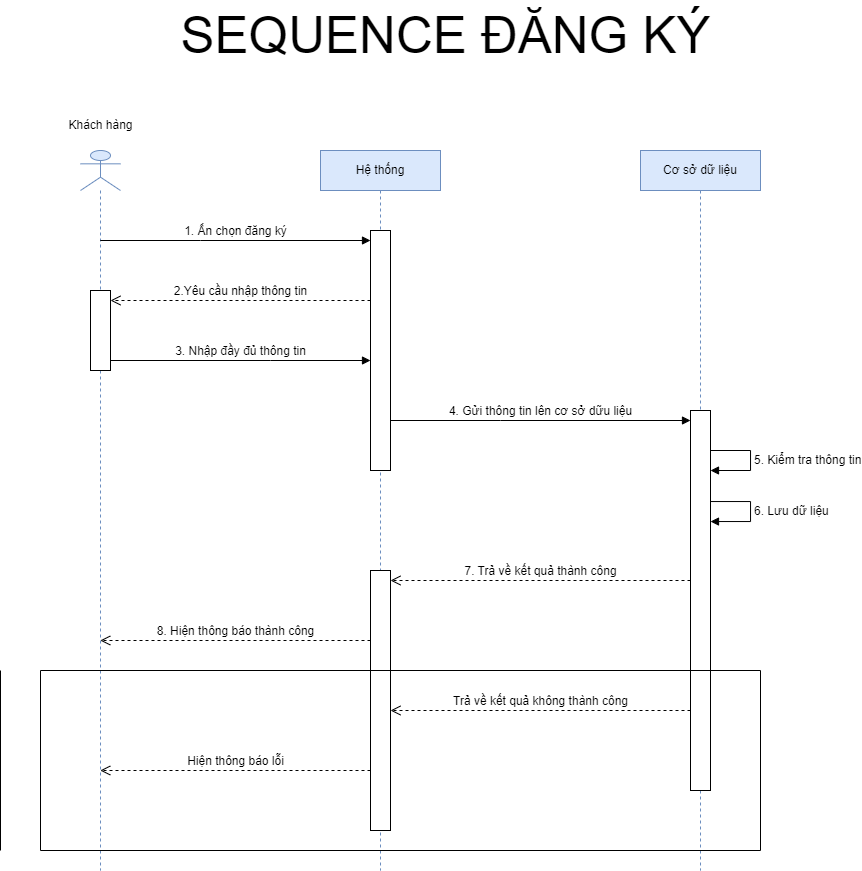 SEQUENCE ĐĂNG KÝ
Khách hàng
Hệ thống
Cơ sở dữ liệu
1. Ấn chọn đăng ký
2.Yêu cầu nhập thông tin
3. Nhập đầy đủ thông tin
4. Gửi thông tin lên cơ sở dữu liệu
5. Kiểm tra thông tin
6. Lưu dữ liệu
7. Trả về kết quả thành công
8. Hiện thông báo thành công
Trả về kết quả không thành công
Hiện thông báo lỗi